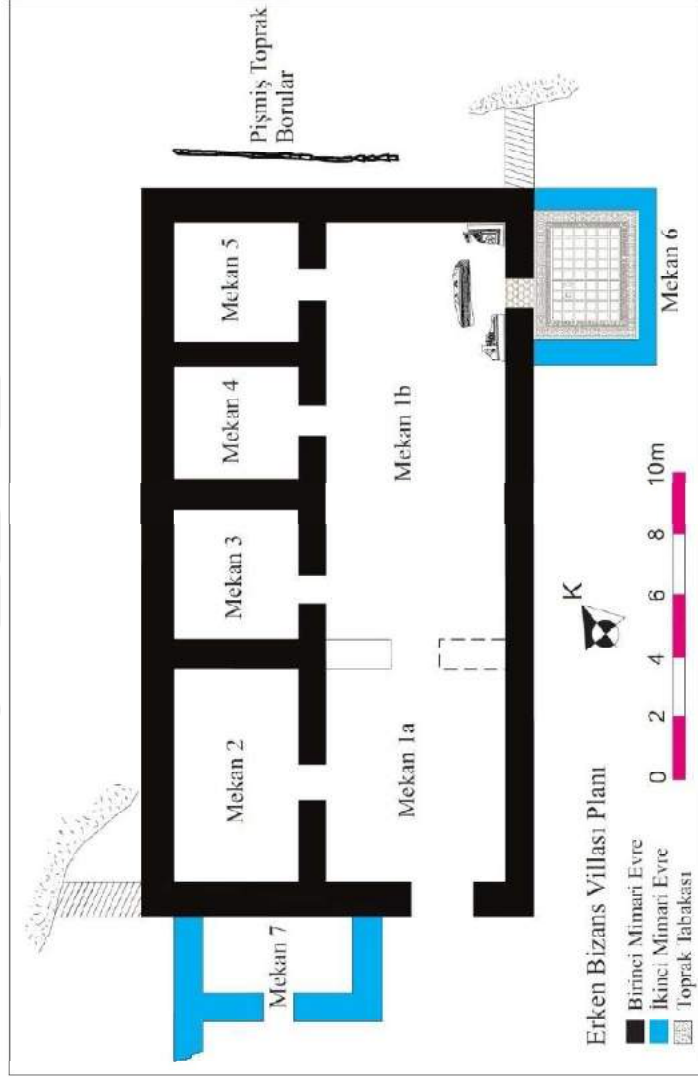 Pişmiş Toprak
Borular
Mekan 5
Mekan 4
Mekan 3
Mekan 2
Mekan 1b
Mekan 1a
Mekan 7
Mekan 6
K
Erken Bizans Villası Planı
Birinci Mimari Evre
İkinci Mimari Evre
Toprak Tabakası
0 2 4 6 8 10m